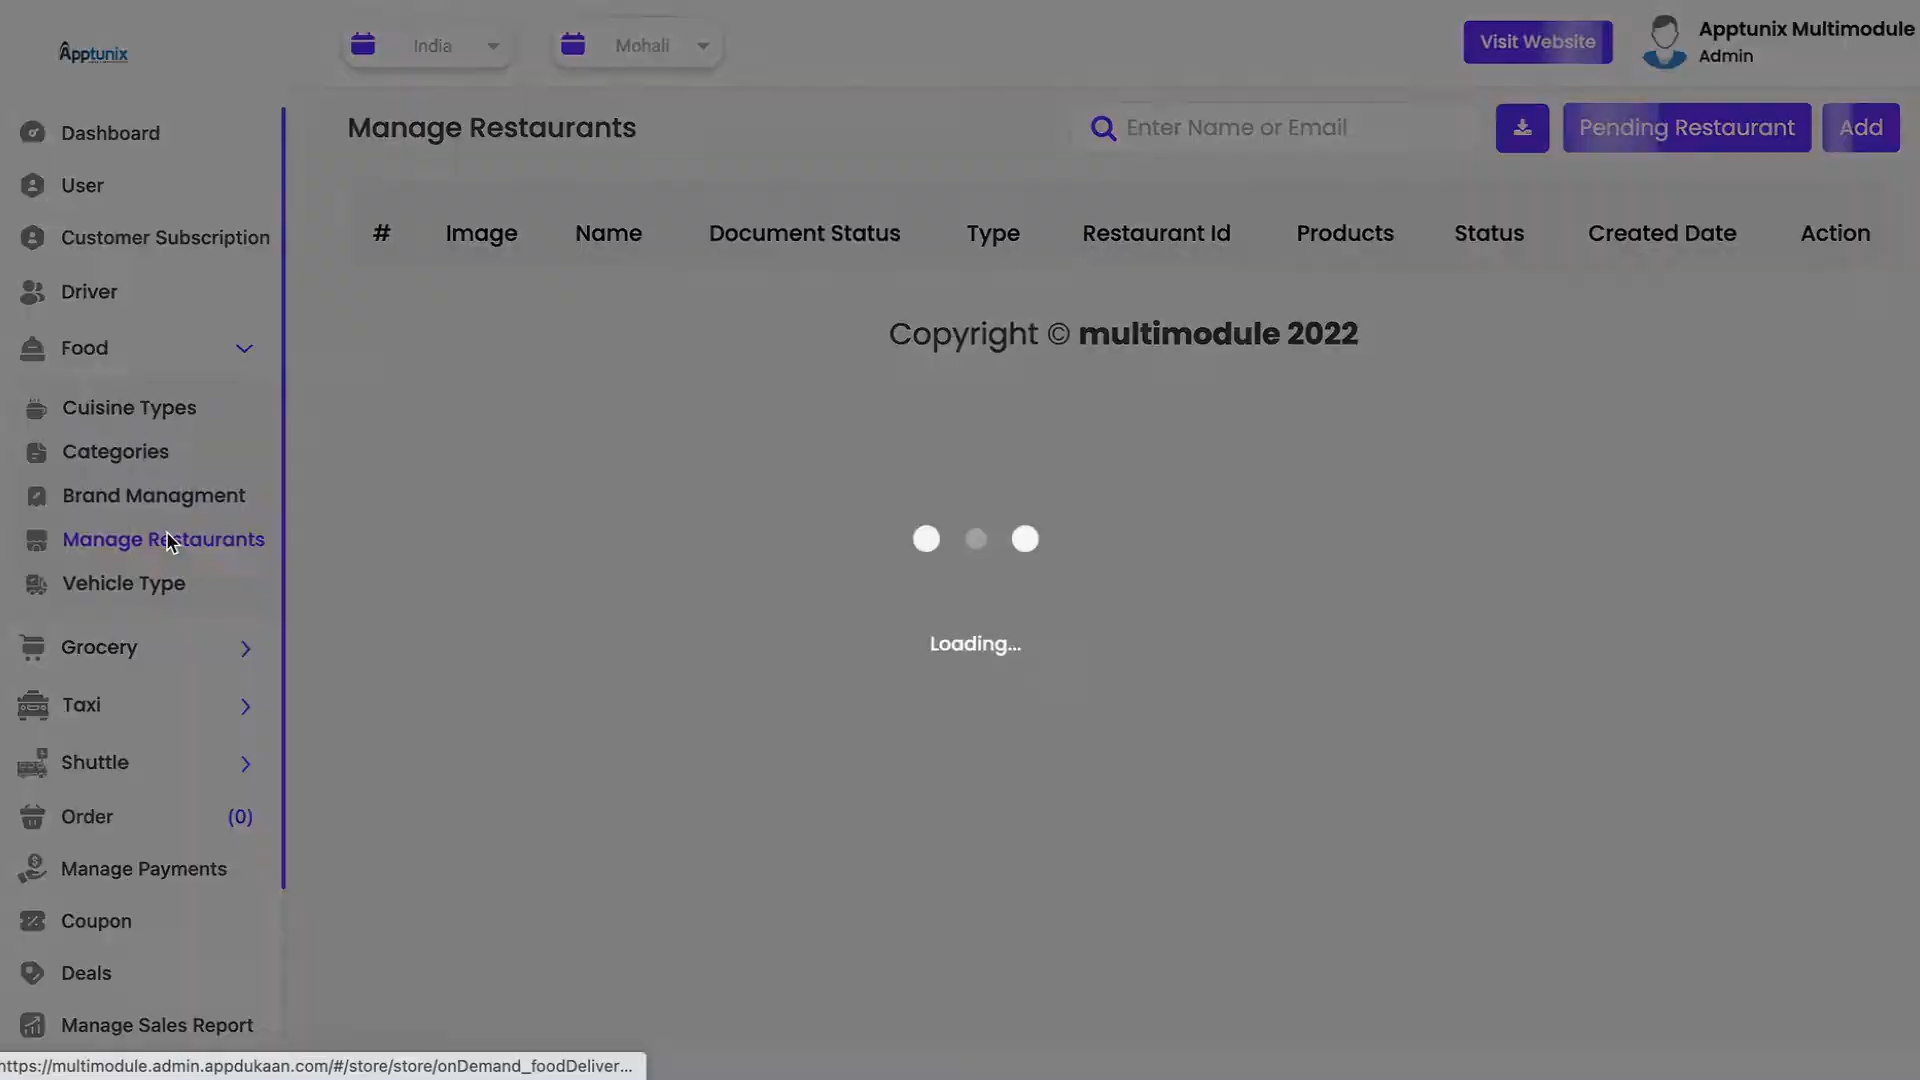 Apptunix
India
Mohali
Visit Website
Apptunix Multimodule
Admin
Dashboard
User
Customer Subscription
Driver
Food
Cuisine Types
Categories
Brand Managment
Manage Restaurants
Vehicle Type
Grocery
Taxi
Shuttle
Order (0)
Manage Payments
Coupon
Deals
Manage Sales Report
Manage Restaurants
Enter Name or Email
Pending Restaurant
Add
# Image Name Document Status Type Restaurant Id Products Status Created Date Action
Copyright © multimodule 2022
Loading...
https://multimodule.admin.appdukaan.com/#/store/store/onDemand_foodDeliver...